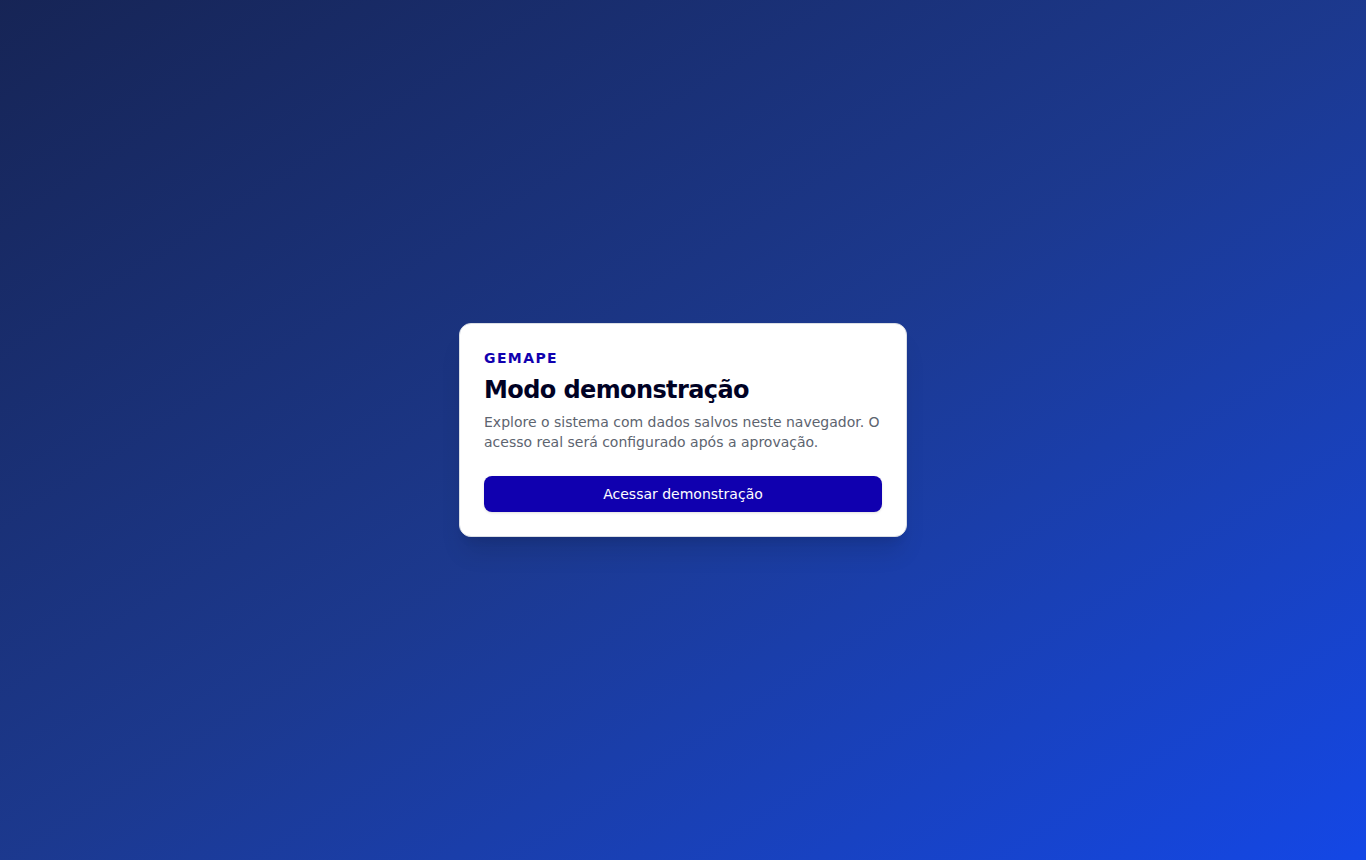 GEMAPE
Modo demonstração
Explore o sistema com dados salvos neste navegador. O
acesso real será configurado após a aprovação.
Acessar demonstração